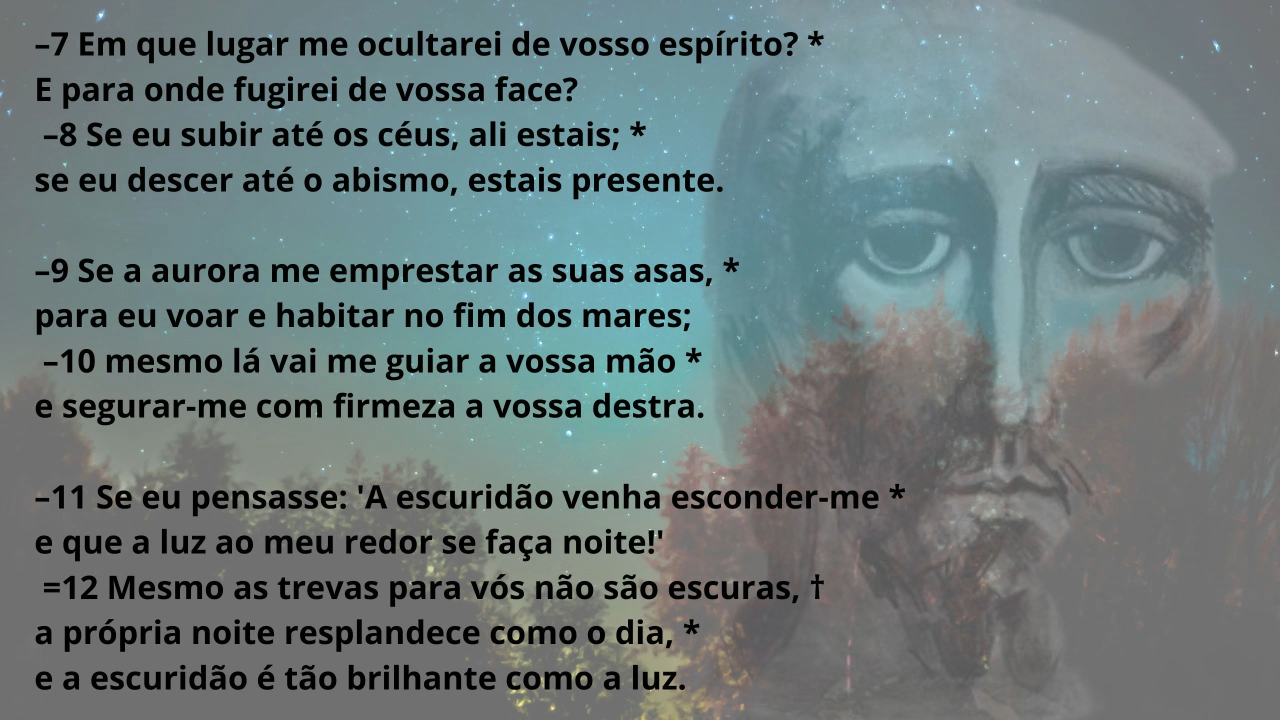 –7 Em que lugar me ocultarei de vosso espírito? *
E para onde fugirei de vossa face?
–8 Se eu subir até os céus, ali estais; *
se eu descer até o abismo, estais presente.
–9 Se a aurora me emprestar as suas asas, *
para eu voar e habitar no fim dos mares;
–10 mesmo lá vai me guiar a vossa mão *
e segurar-me com firmeza a vossa destra.
–11 Se eu pensasse: 'A escuridão venha esconder-me *
e que a luz ao meu redor se faça noite!'
=12 Mesmo as trevas para vós não são escuras, †
a própria noite resplandece como o dia, *
e a escuridão é tão brilhante como a luz.